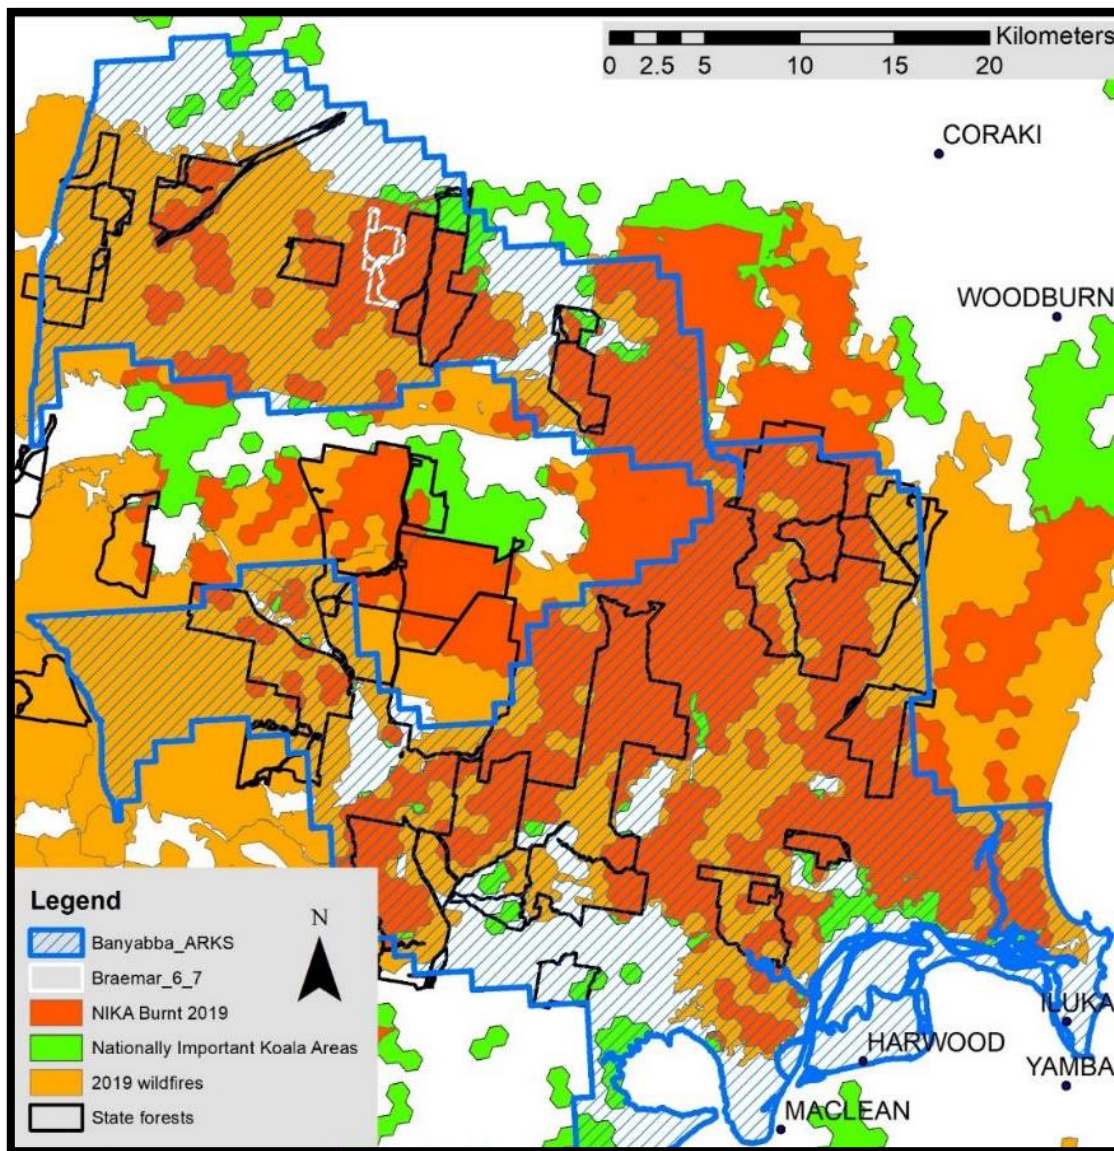 Kilometers
0 2.5 5 10 15 20
CORAKI
WOODBURN
Legend
N
Banyabba_ARKS
Braemar_6_7
NIKA Burnt 2019
Nationally Important Koala Areas
2019 wildfires
State forests
ILUKA
HARWOOD
YAMBA
MACLEAN